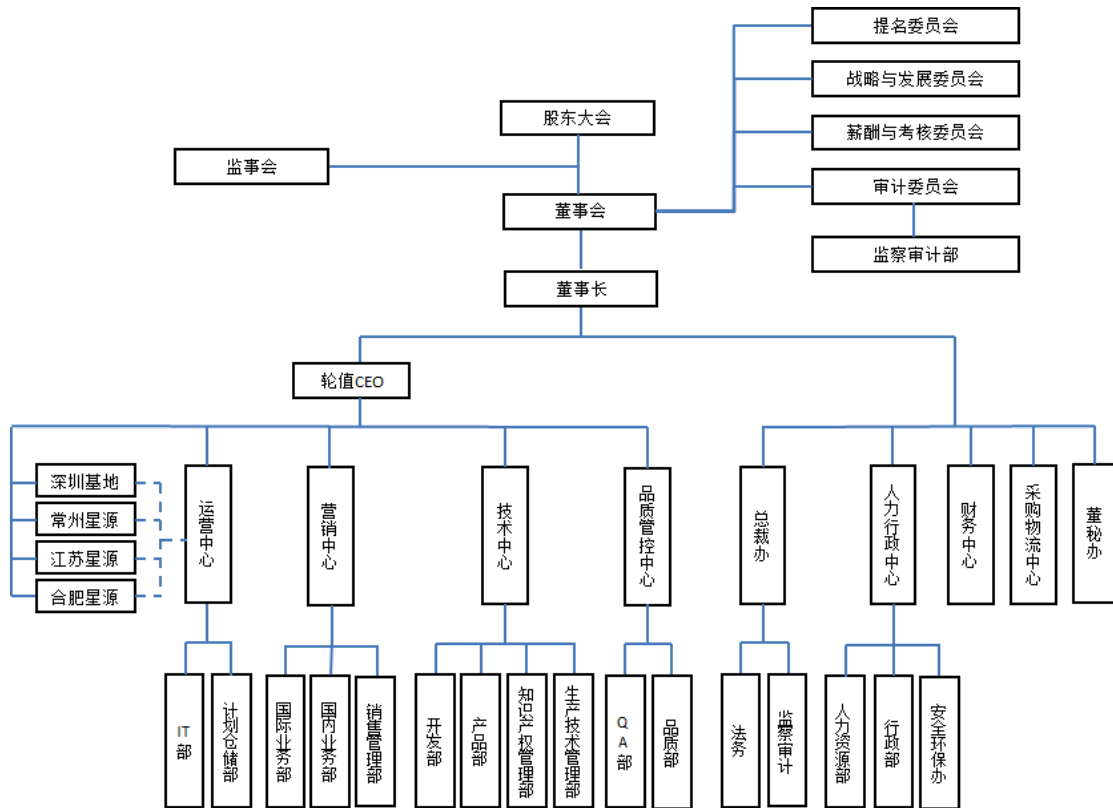 提名委员会
战略与发展委员会
股东大会
薪酬与考核委员会
监事会
审计委员会
董事会
监察审计部
董事长
轮值CEO
深圳基地
常州星源
江苏星源
合肥星源
运营中心
营销中心
技术中心
品质管控中心
总裁办
人力行政中心
财务中心
采购物流中心
董秘办
IT部
计划仓储部
国际业务部
国内业务部
销售管理部
开发部
产品部
知识产权管理部
生产技术管理部
QA部
品质部
法务
监察审计
人力资源部
行政部
安全环保办